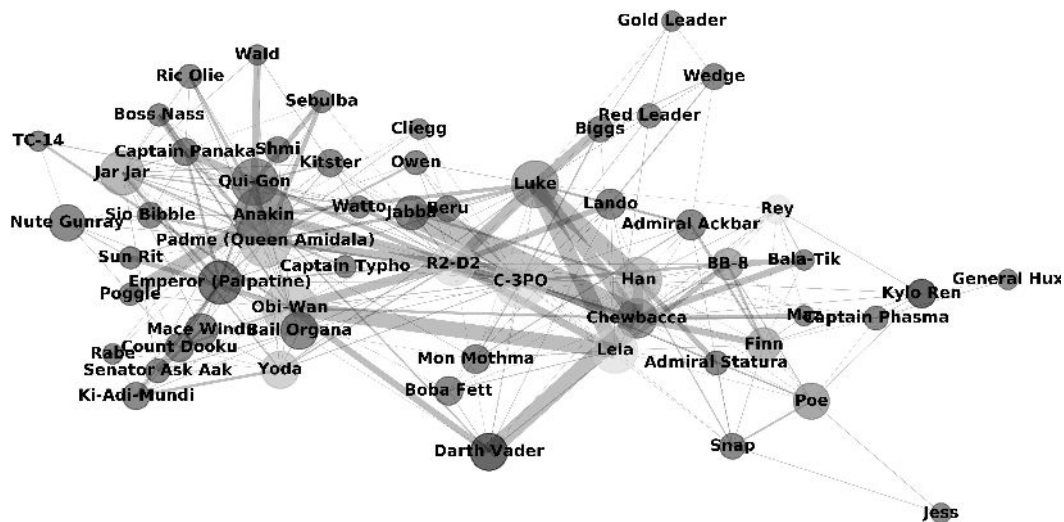 Gold Leader
Wald
Ric Olie
Wedge
Sebulba
Boss Nass
Red Leader
Cliegg
Biggs
TC-14
Captain Panaka
Shmi
Kitster
Owen
Jar Jar
Qui-Gon
Luke
Lando
Rey
Nute Gunray
Sio Bibble
Anakin
Watto
Jabba
Beru
Admiral Ackbar
Padme (Queen Amidala)
Sun Rit
Captain Typho
R2-D2
BB-8
Bala-Tik
Emperor (Palpatine)
C-3PO
Han
General Hux
Poggle
Kylo Ren
Obi-Wan
Mace Windu
Bail Organa
Chewbacca
Maz
Captain Phasma
Rabe
Count Dooku
Lela
Finn
Senator Ask Aak
Yoda
Mon Mothma
Admiral Statura
Ki-Adi-Mundi
Boba Fett
Poe
Darth Vader
Snap
Jess